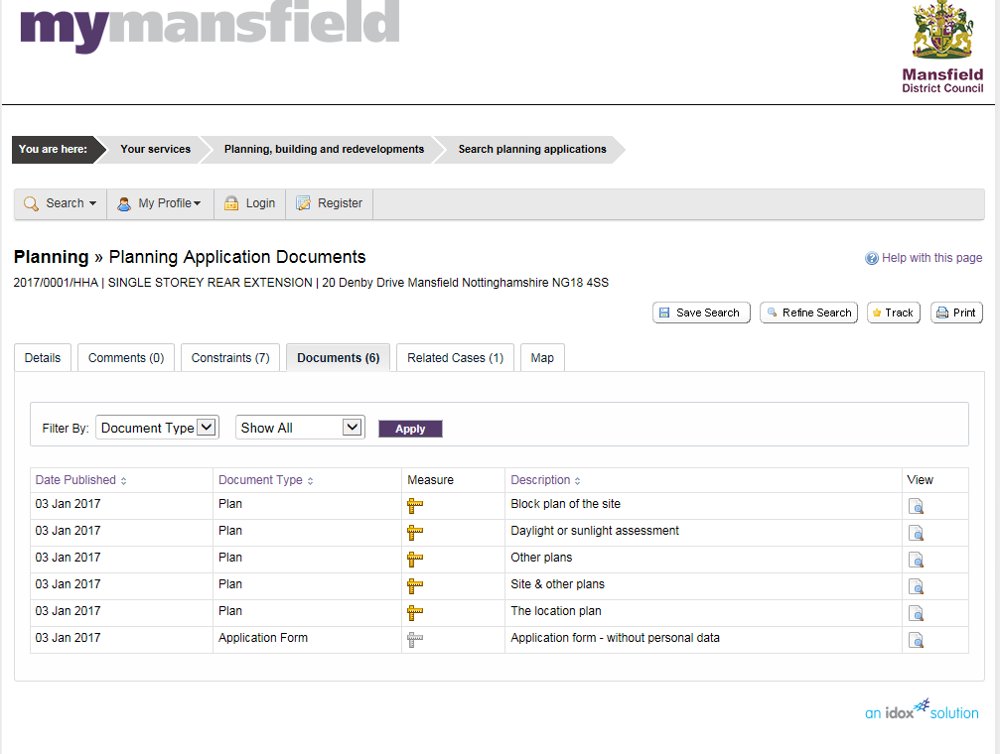 mymansfield
Mansfield
District Council
You are here: Your services Planning, building and redevelopments Search planning applications
Search My Profile Login Register
Planning » Planning Application Documents Help with this page
2017/0001/HHA | SINGLE STOREY REAR EXTENSION | 20 Denby Drive Mansfield Nottinghamshire NG18 4SS
Save Search Refine Search Track Print
Details Comments (0) Constraints (7) Documents (6) Related Cases (1) Map
Filter By: Document Type Show All Apply
Date Published Document Type Measure Description View
03 Jan 2017 Plan Block plan of the site
03 Jan 2017 Plan Daylight or sunlight assessment
03 Jan 2017 Plan Other plans
03 Jan 2017 Plan Site & other plans
03 Jan 2017 Plan The location plan
03 Jan 2017 Application Form Application form - without personal data
an idox solution